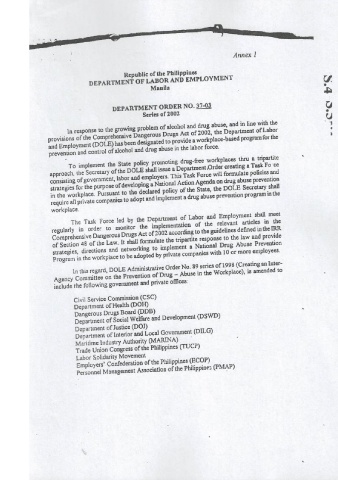 Annex 1
Republic of the Philippines
DEPARTMENT OF LABOR AND EMPLOYMENT
Manila
DEPARTMENT ORDER NO. 37-03
Series of 2002
In response to the growing problem of alcohol and drug abuse, and in line with the
provisions of the Comprehensive Dangerous Drugs Act of 2002, the Department of Labor
and Employment (DOLE) has been designated to provide a workplace-based program for the
prevention and control of alcohol and drug abuse in the labor force.
To implement the State policy promoting drug-free workplaces thru a tripartite
approach, the Secretary of the DOLE shall issue a Department Order creating a Task Force
consisting of government, labor and employers. This Task Force will formulate policies and
strategies for the purpose of developing a National Action Agenda on drug abuse prevention
in the workplace. Pursuant to the declared policy of the State, the DOLE Secretary shall
require all private companies to adopt and implement a drug abuse prevention program in the
workplace.
The Task Force led by the Department of Labor and Employment shall meet
regularly in order to monitor the implementation of the relevant articles in the
Comprehensive Dangerous Drugs Act of 2002 according to the guidelines defined in the IRR
of Section 48 of the Law. It shall formulate the tripartite response to the law and provide
strategies, directions and networking to implement a National Drug Abuse Prevention
Program in the workplace to be adopted by private companies with 10 or more employees.
In this regard, DOLE Administrative Order No. 89 series of 1998 (Creating an Inter-
Agency Committee on the Prevention of Drug - Abuse in the Workplace), is amended to
include the following government and private offices:
Civil Service Commission (CSC)
Department of Health (DOH)
Dangerous Drugs Board (DDB)
Department of Social Welfare and Development (DSWD)
Department of Justice (DOJ)
Department of Interior and Local Government (DILG)
Maritime Industry Authority (MARINA)
Trade Union Congress of the Philippines (TUCP)
Labor Solidarity Movement
Employers' Confederation of the Philippines (ECOP)
Personnel Management Association of the Philippines (PMAP)